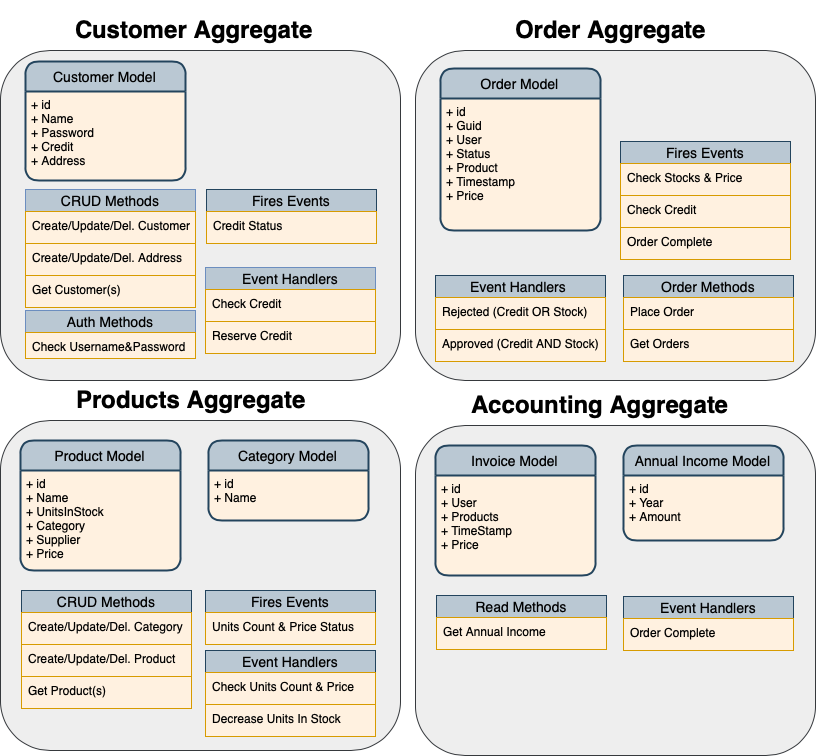 Customer Aggregate
Customer Model
+ id
+ Name
+ Password
+ Credit
+ Address
CRUD Methods
Create/Update/Del. Customer
Create/Update/Del. Address
Get Customer(s)
Auth Methods
Check Username&Password
Fires Events
Credit Status
Event Handlers
Check Credit
Reserve Credit
Order Aggregate
Order Model
+ id
+ Guid
+ User
+ Status
+ Product
+ Timestamp
+ Price
Fires Events
Check Stocks & Price
Check Credit
Order Complete
Event Handlers
Rejected (Credit OR Stock)
Approved (Credit AND Stock)
Order Methods
Place Order
Get Orders
Products Aggregate
Product Model
+ id
+ Name
+ UnitsInStock
+ Category
+ Supplier
+ Price
Category Model
+ id
+ Name
CRUD Methods
Create/Update/Del. Category
Create/Update/Del. Product
Get Product(s)
Fires Events
Units Count & Price Status
Event Handlers
Check Units Count & Price
Decrease Units In Stock
Accounting Aggregate
Invoice Model
+ id
+ User
+ Products
+ TimeStamp
+ Price
Annual Income Model
+ id
+ Year
+ Amount
Read Methods
Get Annual Income
Event Handlers
Order Complete